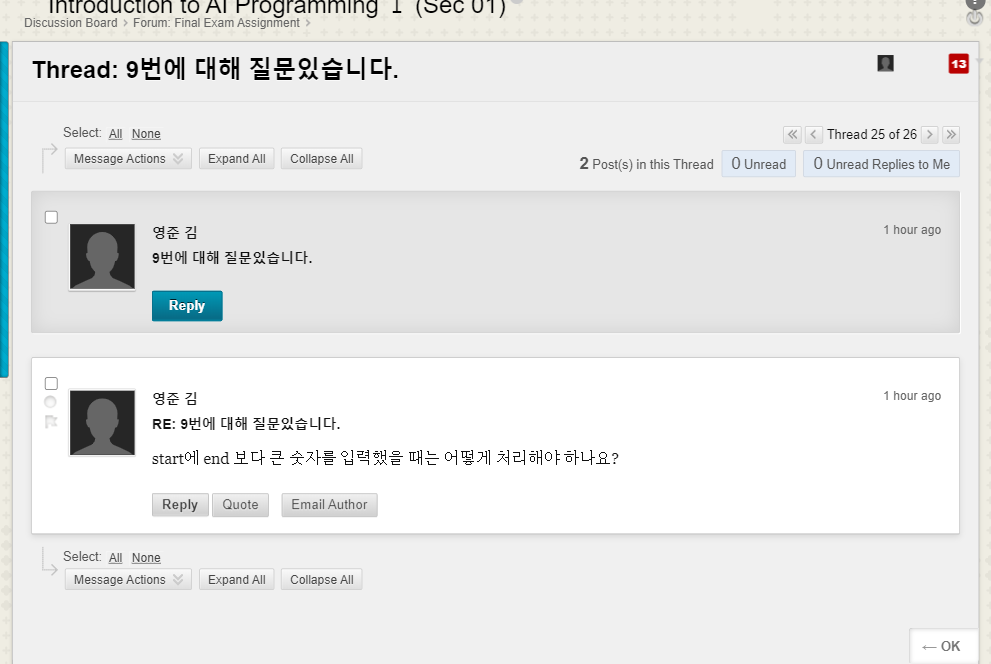 Introduction to AI Programming I (Sec 01)
Discussion Board > Forum: Final Exam Assignment >
Thread: 9번에 대해 질문있습니다.
13
Select: All None
« < Thread 25 of 26 > »
Message Actions Expand All Collapse All
2 Post(s) in this Thread 0 Unread 0 Unread Replies to Me
영준 김
1 hour ago
9번에 대해 질문있습니다.
Reply
영준 김
1 hour ago
RE: 9번에 대해 질문있습니다.
start에 end 보다 큰 숫자를 입력했을 때는 어떻게 처리해야 하나요?
Reply Quote Email Author
Select: All None
Message Actions Expand All Collapse All
← OK